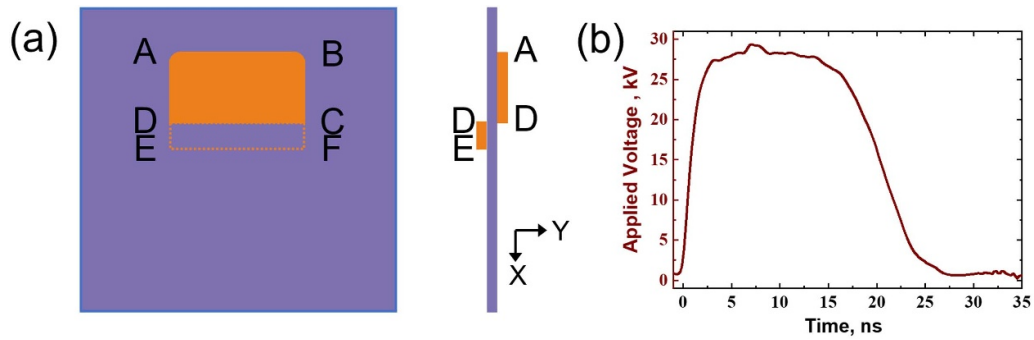 (a)
A B
D C
E F
A
D D
E
Y
X
(b)
Applied Voltage , kV
30
25
20
15
10
5
0
0 5 10 15 20 25 30 35
Time, ns